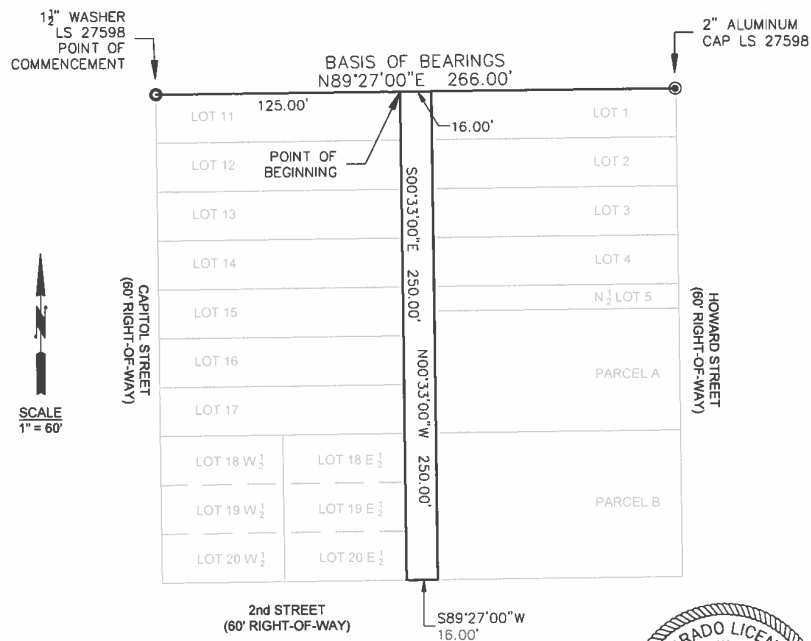 1½" WASHER
LS 27598
POINT OF
COMMENCEMENT
2" ALUMINUM
CAP LS 27598
BASIS OF BEARINGS
N89°27'00"E 266.00'
125.00'
16.00'
POINT OF
BEGINNING
LOT 11
LOT 12
LOT 13
LOT 14
LOT 15
LOT 16
LOT 17
LOT 18 W½
LOT 18 E½
LOT 19 W½
LOT 19 E½
LOT 20 W½
LOT 20 E½
S00°33'00"E 250.00'
N00°33'00"W 250.00'
LOT 1
LOT 2
LOT 3
LOT 4
N½ LOT 5
PARCEL A
PARCEL B
CAPITOL STREET
(60' RIGHT-OF-WAY)
HOWARD STREET
(60' RIGHT-OF-WAY)
N
SCALE
1" = 60'
2nd STREET
(60' RIGHT-OF-WAY)
S89°27'00"W
16.00'
RADO LICEN